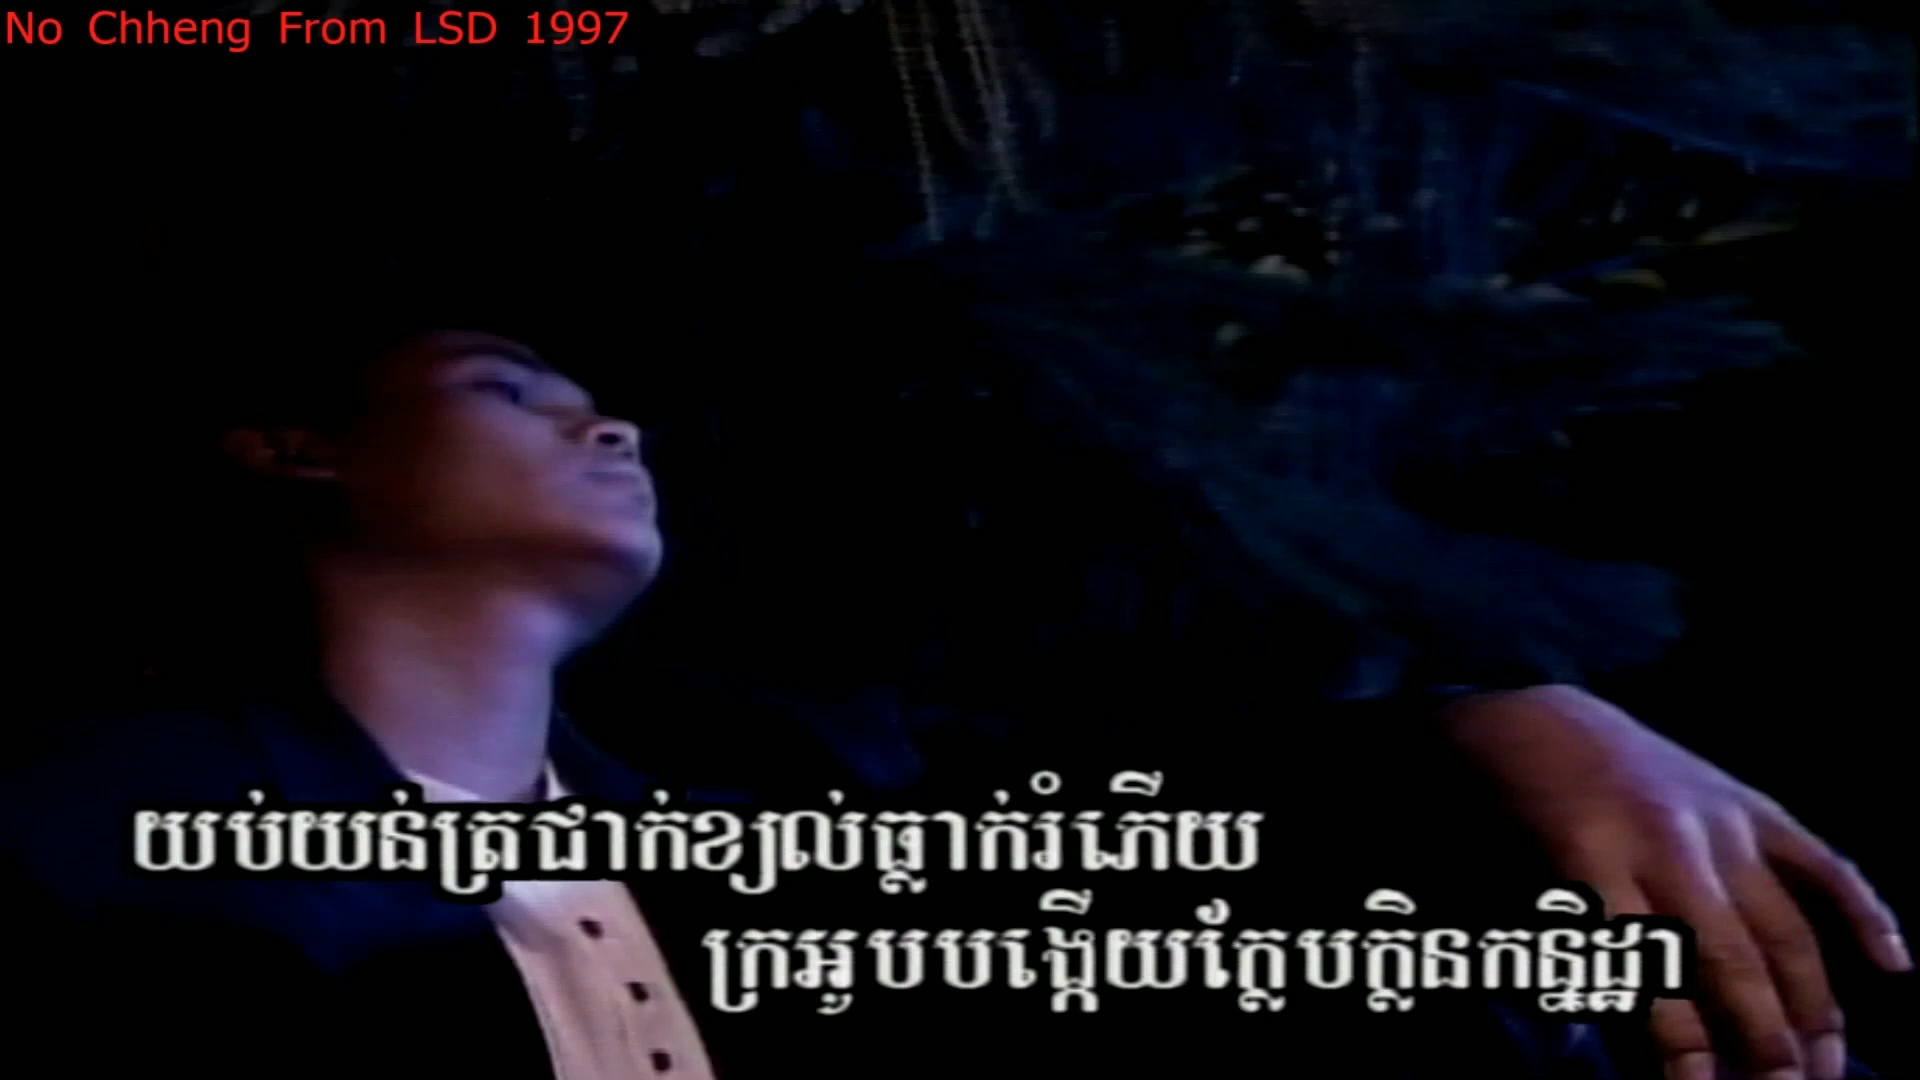 No Chheng From LSD 1997
យប់យន់ត្រជាក់ខ្យល់ធ្លាក់រំភើយ
ក្រអូបបង្កើយក្លែបក្លិនកន្និដ្ឋា